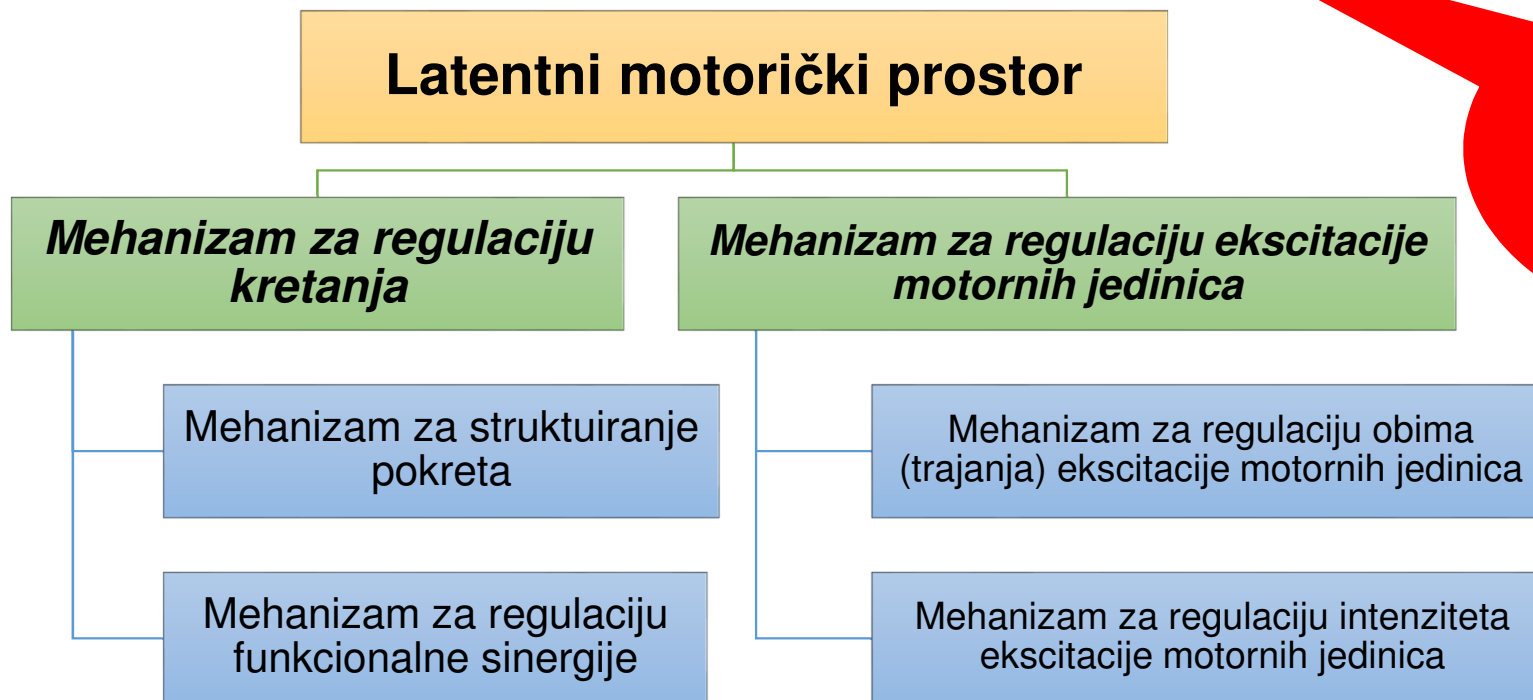 Latentni motorički prostor
Mehanizam za regulaciju
kretanja
Mehanizam za regulaciju ekscitacije
motornih jedinica
Mehanizam za struktuiranje
pokreta
Mehanizam za regulaciju obima
(trajanja) ekscitacije motornih jedinica
Mehanizam za regulaciju
funkcionalne sinergije
Mehanizam za regulaciju intenziteta
ekscitacije motornih jedinica